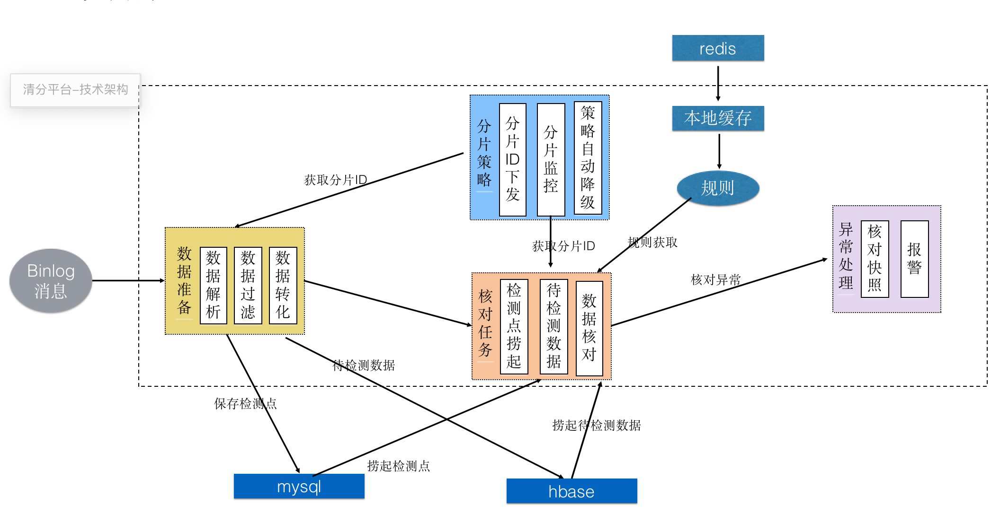 redis
清分平台-技术架构
本地缓存
规则
分片策略
分片ID下发
分片监控
策略自动降级
获取分片ID
获取分片ID
规则获取
Binlog
消息
数据准备
数据解析
数据过滤
数据转化
核对任务
检测点捞起
待检测数据
数据核对
核对异常
异常处理
核对快照
报警
待检测数据
保存检测点
捞起待检测数据
捞起检测点
mysql
hbase